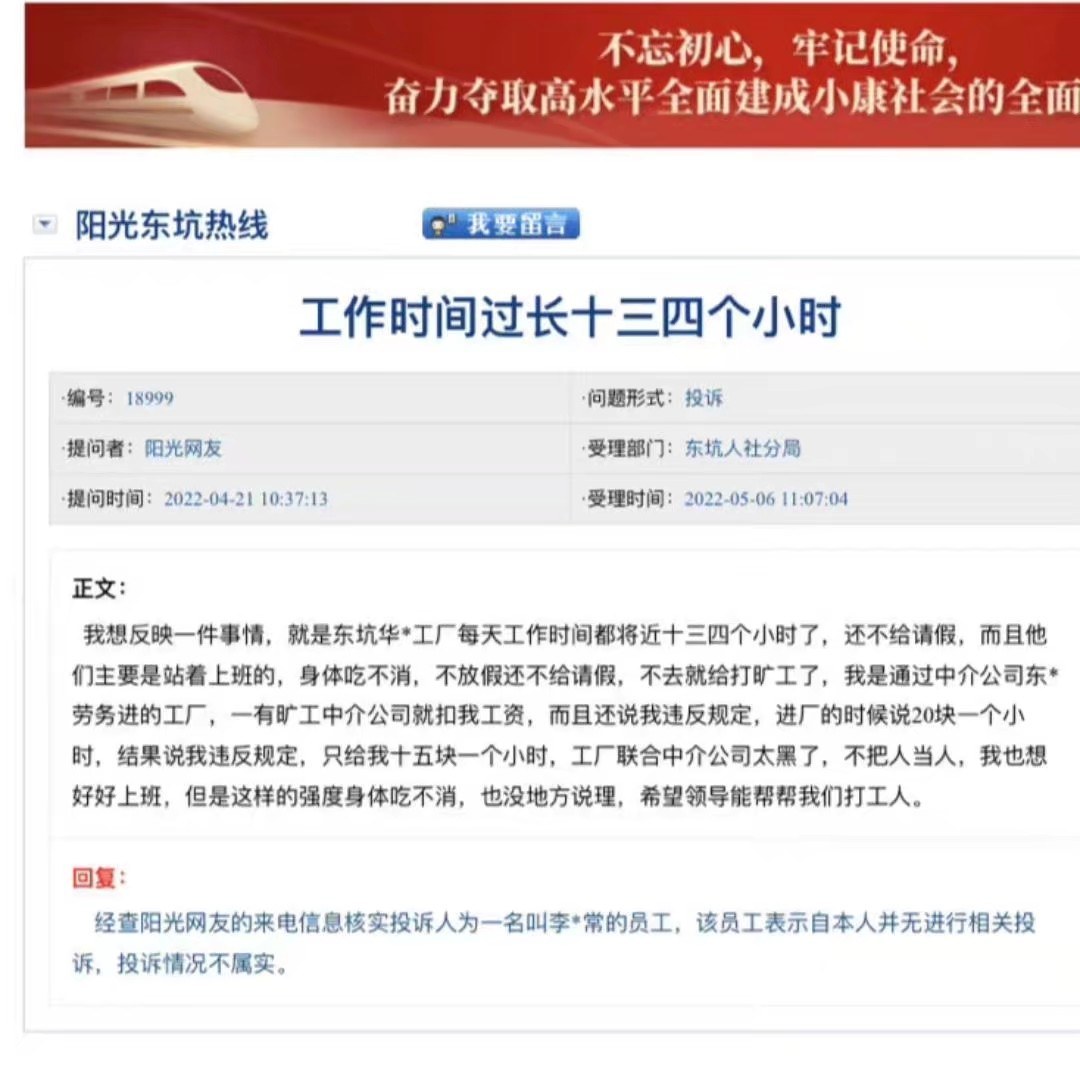 不忘初心，牢记使命，
奋力夺取高水平全面建成小康社会的全面
阳光东坑热线
我要留言
工作时间过长十三四个小时
·编号：18999
·问题形式：投诉
·提问者：阳光网友
·受理部门：东坑人社分局
·提问时间：2022-04-21 10:37:13
·受理时间：2022-05-06 11:07:04
正文：
我想反映一件事情，就是东坑华*工厂每天工作时间都将近十三四个小时了，还不给请假，而且他
们主要是站着上班的，身体吃不消，不放假还不给请假，不去就给打旷工了，我是通过中介公司东*
劳务进的工厂，一有旷工中介公司就扣我工资，而且还说我违反规定，进厂的时候说20块一个小
时，结果说我违反规定，只给我十五块一个小时，工厂联合中介公司太黑了，不把人当人，我也想
好好上班，但是这样的强度身体吃不消，也没地方说理，希望领导能帮帮我们打工人。
回复：
经查阳光网友的来电信息核实投诉人为一名叫李*常的员工，该员工表示自本人并无进行相关投
诉，投诉情况不属实。